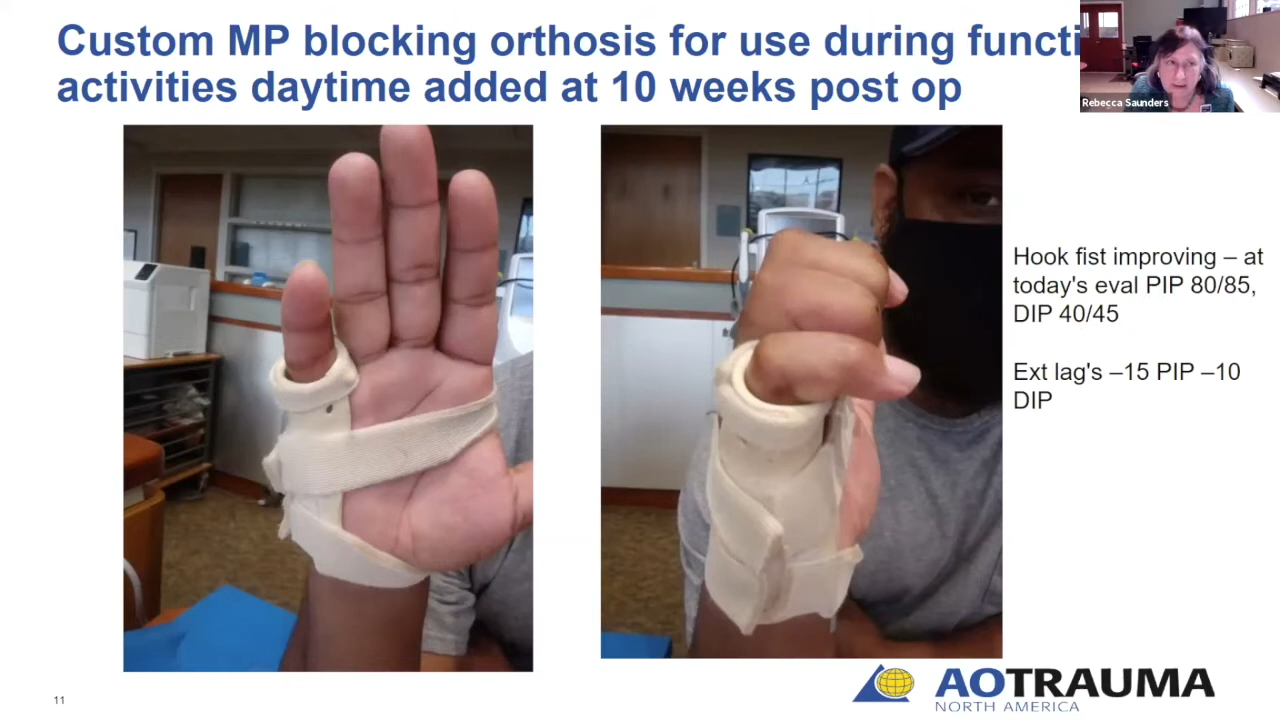 Custom MP blocking orthosis for use during functi
activities daytime added at 10 weeks post op
Rebecca Saunders
Hook fist improving – at
today's eval PIP 80/85,
DIP 40/45
Ext lag's –15 PIP –10
DIP
11
AOTRAUMA
NORTH AMERICA